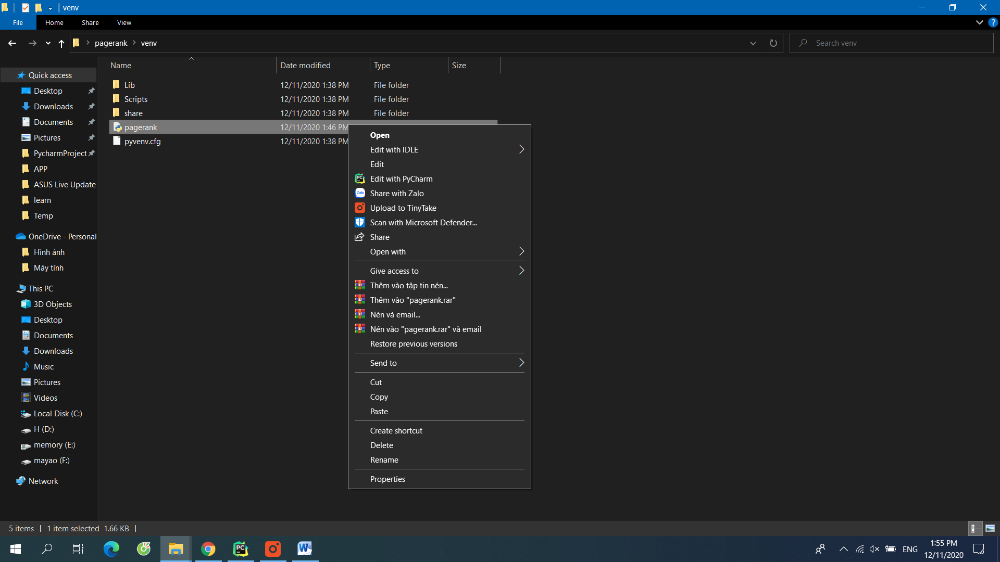 venv
File Home Share View
pagerank venv
Search venv
Name Date modified Type Size
Lib 12/11/2020 1:38 PM File folder
Scripts 12/11/2020 1:38 PM File folder
share 12/11/2020 1:38 PM File folder
pagerank 12/11/2020 1:46 PM
pyvenv.cfg 12/11/2020 1:38 PM
Quick access
Desktop
Downloads
Documents
Pictures
PycharmProject
APP
ASUS Live Update
learn
Temp
OneDrive - Personal
Hình ảnh
Máy tính
This PC
3D Objects
Desktop
Documents
Downloads
Music
Pictures
Videos
Local Disk (C:)
H (D:)
memory (E:)
mayao (F:)
Network
Open
Edit with IDLE
Edit
PC Edit with PyCharm
Zalo Share with Zalo
Upload to TinyTake
Scan with Microsoft Defender...
Share
Open with
Give access to
Thêm vào tập tin nén...
Thêm vào "pagerank.rar"
Nén và email...
Nén vào "pagerank.rar" và email
Restore previous versions
Send to
Cut
Copy
Paste
Create shortcut
Delete
Rename
Properties
5 items 1 item selected 1.66 KB
PC W ENG 1:55 PM
12/11/2020